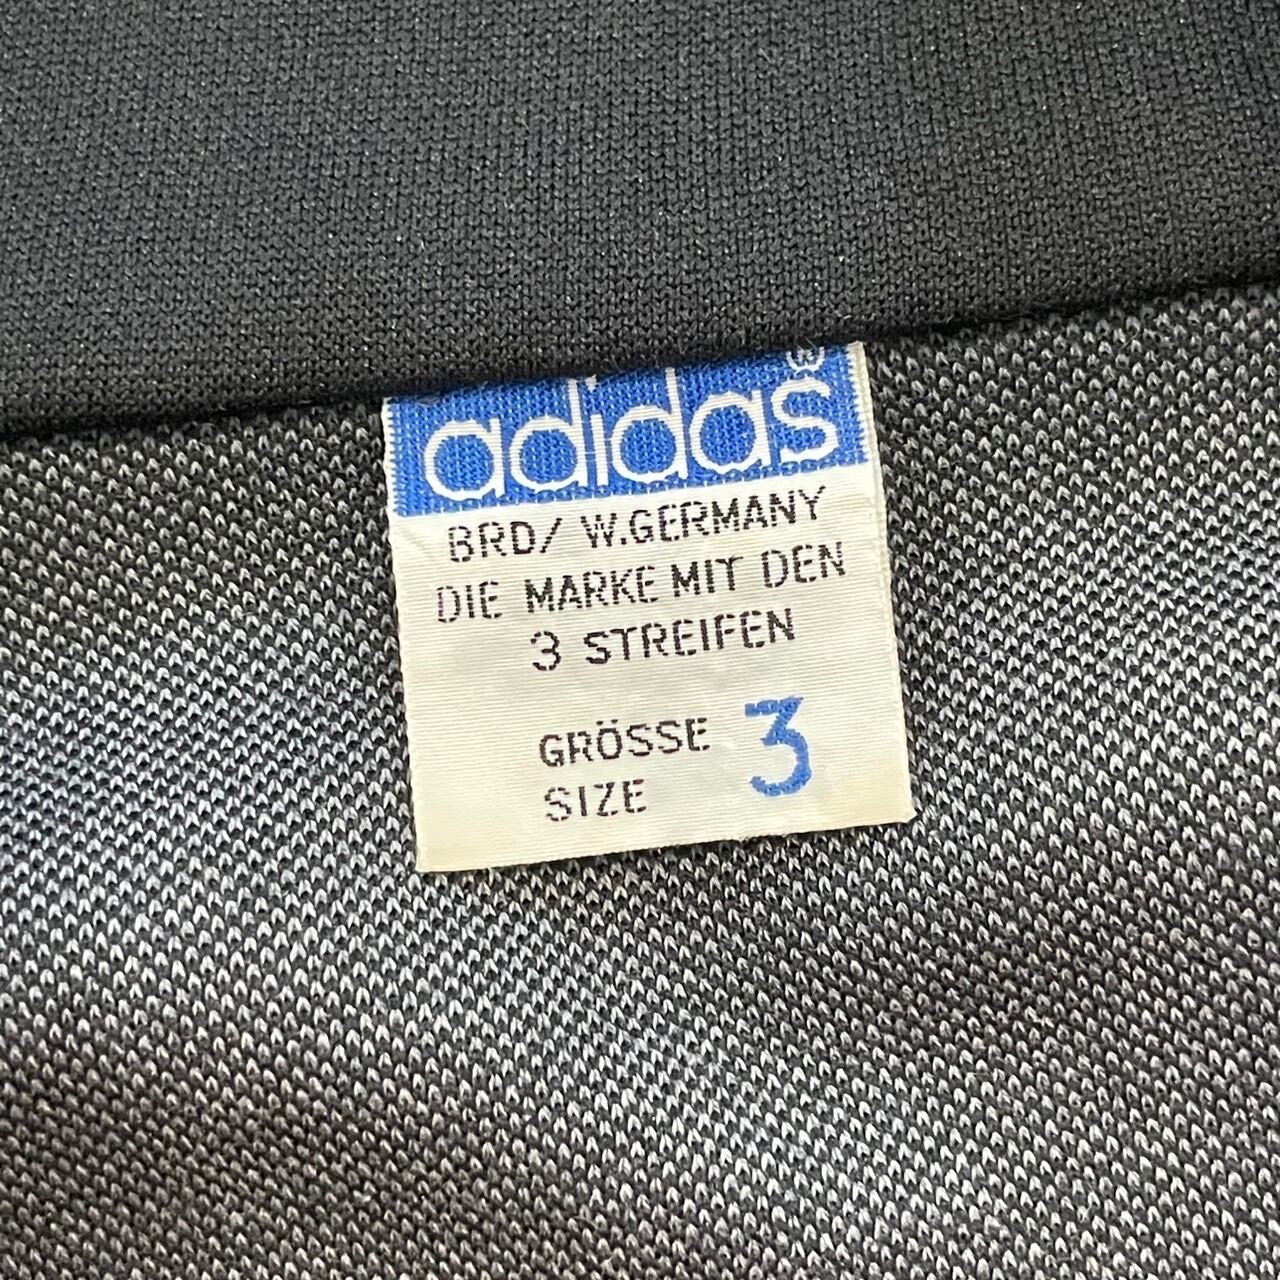 adidas®
BRD/ W.GERMANY
DIE MARKE MIT DEN
3 STREIFEN
GRÖSSE 3
SIZE